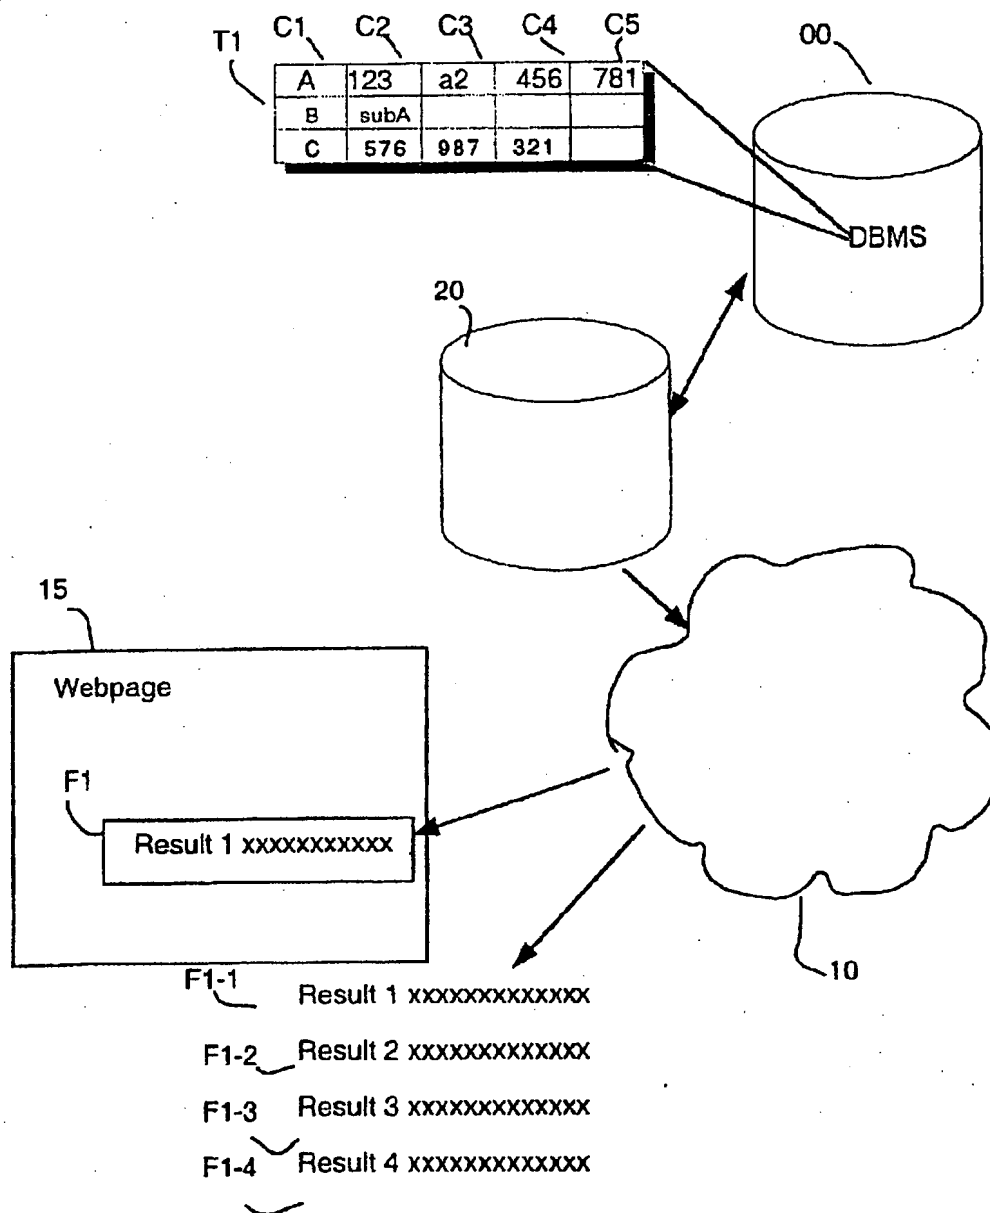 T1 C1 C2 C3 C4 C5
A 123 a2 456 781
B subA
C 576 987 321
00
DBMS
20
15
Webpage
F1
Result 1 xxxxxxxxxxx
10
F1-1 Result 1 xxxxxxxxxxxxx
F1-2 Result 2 xxxxxxxxxxxxx
F1-3 Result 3 xxxxxxxxxxxxx
F1-4 Result 4 xxxxxxxxxxxxx